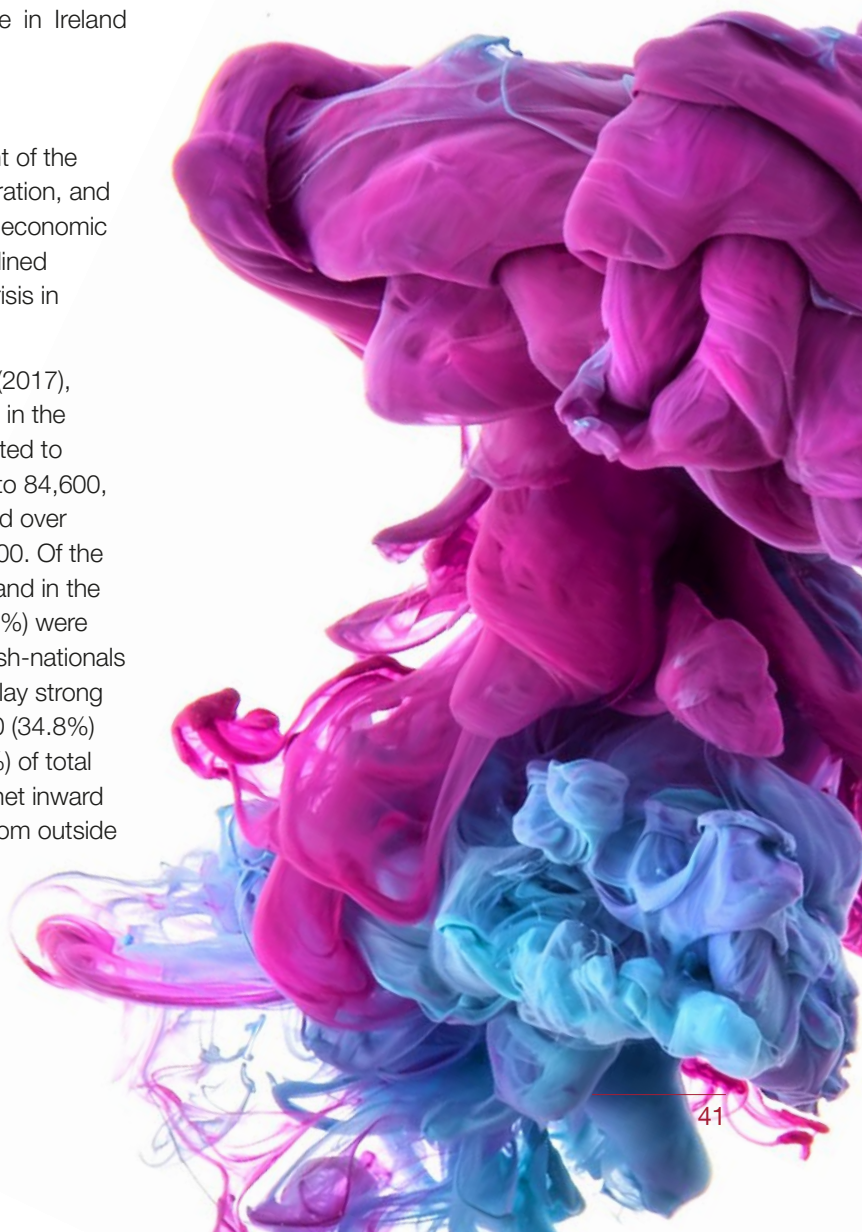 e in Ireland
t of the
ration, and
economic
lined
isis in
(2017),
in the
ted to
to 84,600,
d over
00. Of the
and in the
%) were
sh-nationals
lay strong
0 (34.8%)
%) of total
net inward
om outside
41